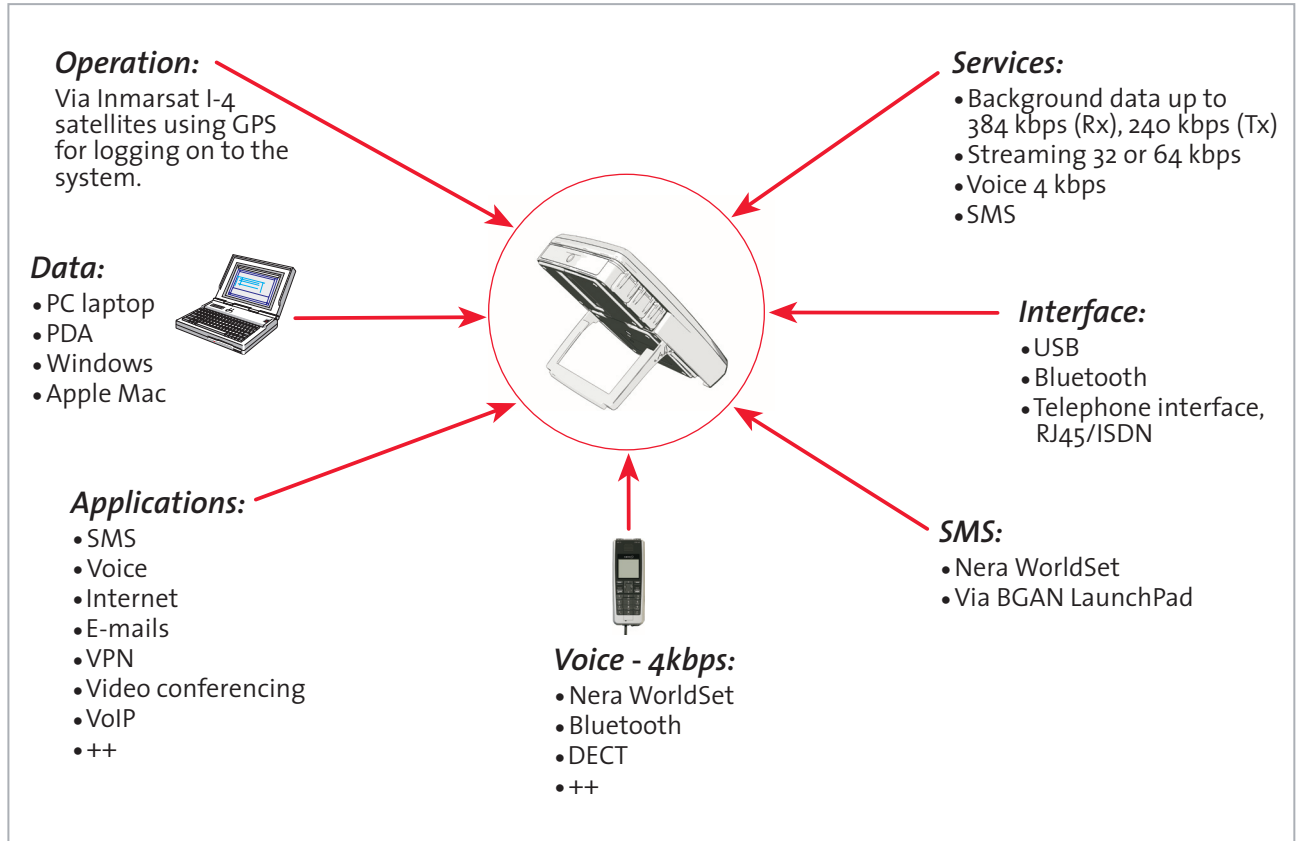 Operation:
Via Inmarsat I-4
satellites using GPS
for logging on to the
system.
Services:
• Background data up to
384 kbps (Rx), 240 kbps (Tx)
• Streaming 32 or 64 kbps
• Voice 4 kbps
• SMS
Data:
• PC laptop
• PDA
• Windows
• Apple Mac
Interface:
• USB
• Bluetooth
• Telephone interface,
RJ45/ISDN
Applications:
• SMS
• Voice
• Internet
• E-mails
• VPN
• Video conferencing
• VoIP
• ++
Voice - 4kbps:
• Nera WorldSet
• Bluetooth
• DECT
• ++
SMS:
• Nera WorldSet
• Via BGAN LaunchPad